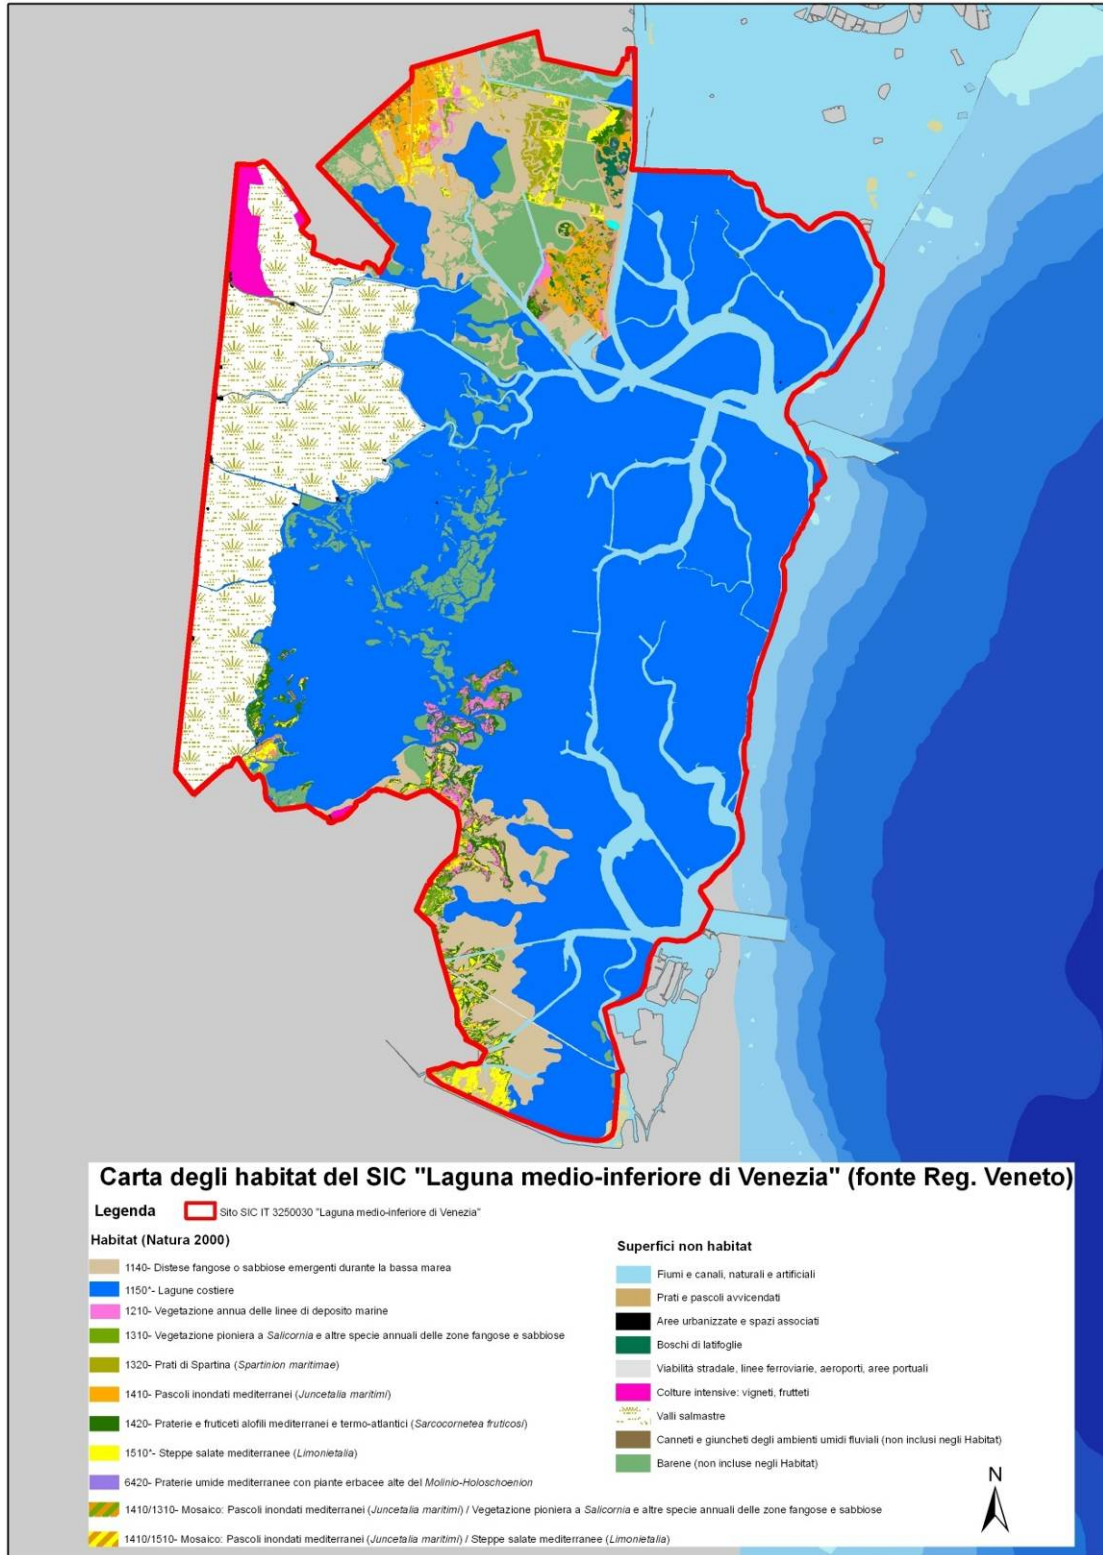 Carta degli habitat del SIC "Laguna medio-inferiore di Venezia" (fonte Reg. Veneto)
Legenda
Sito SIC IT 3250030 "Laguna medio-inferiore di Venezia"
Habitat (Natura 2000)
1140- Distese fangose o sabbiose emergenti durante la bassa marea
1150*- Lagune costiere
1210- Vegetazione annua delle linee di deposito marine
1310- Vegetazione pioniera a Salicornia e altre specie annuali delle zone fangose e sabbiose
1320- Prati di Spartina (Spartinion maritimae)
1410- Pascoli inondati mediterranei (Juncetalia maritimi)
1420- Praterie e fruticeti alofili mediterranei e termo-atlantici (Sarcocornetea fruticosi)
1510*- Steppe salate mediterranee (Limonietalia)
6420- Praterie umide mediterranee con piante erbacee alte del Molinio-Holoschoenion
1410/1310- Mosaico: Pascoli inondati mediterranei (Juncetalia maritimi) / Vegetazione pioniera a Salicornia e altre specie annuali delle zone fangose e sabbiose
1410/1510- Mosaico: Pascoli inondati mediterranei (Juncetalia maritimi) / Steppe salate mediterranee (Limonietalia)
Superfici non habitat
Fiumi e canali, naturali e artificiali
Prati e pascoli avvicendati
Aree urbanizzate e spazi associati
Boschi di latifoglie
Viabilità stradale, linee ferroviarie, aeroporti, aree portuali
Colture intensive: vigneti, frutteti
Valli salmastre
Canneti e giuncheti degli ambienti umidi fluviali (non inclusi negli Habitat)
Barene (non incluse negli Habitat)
N